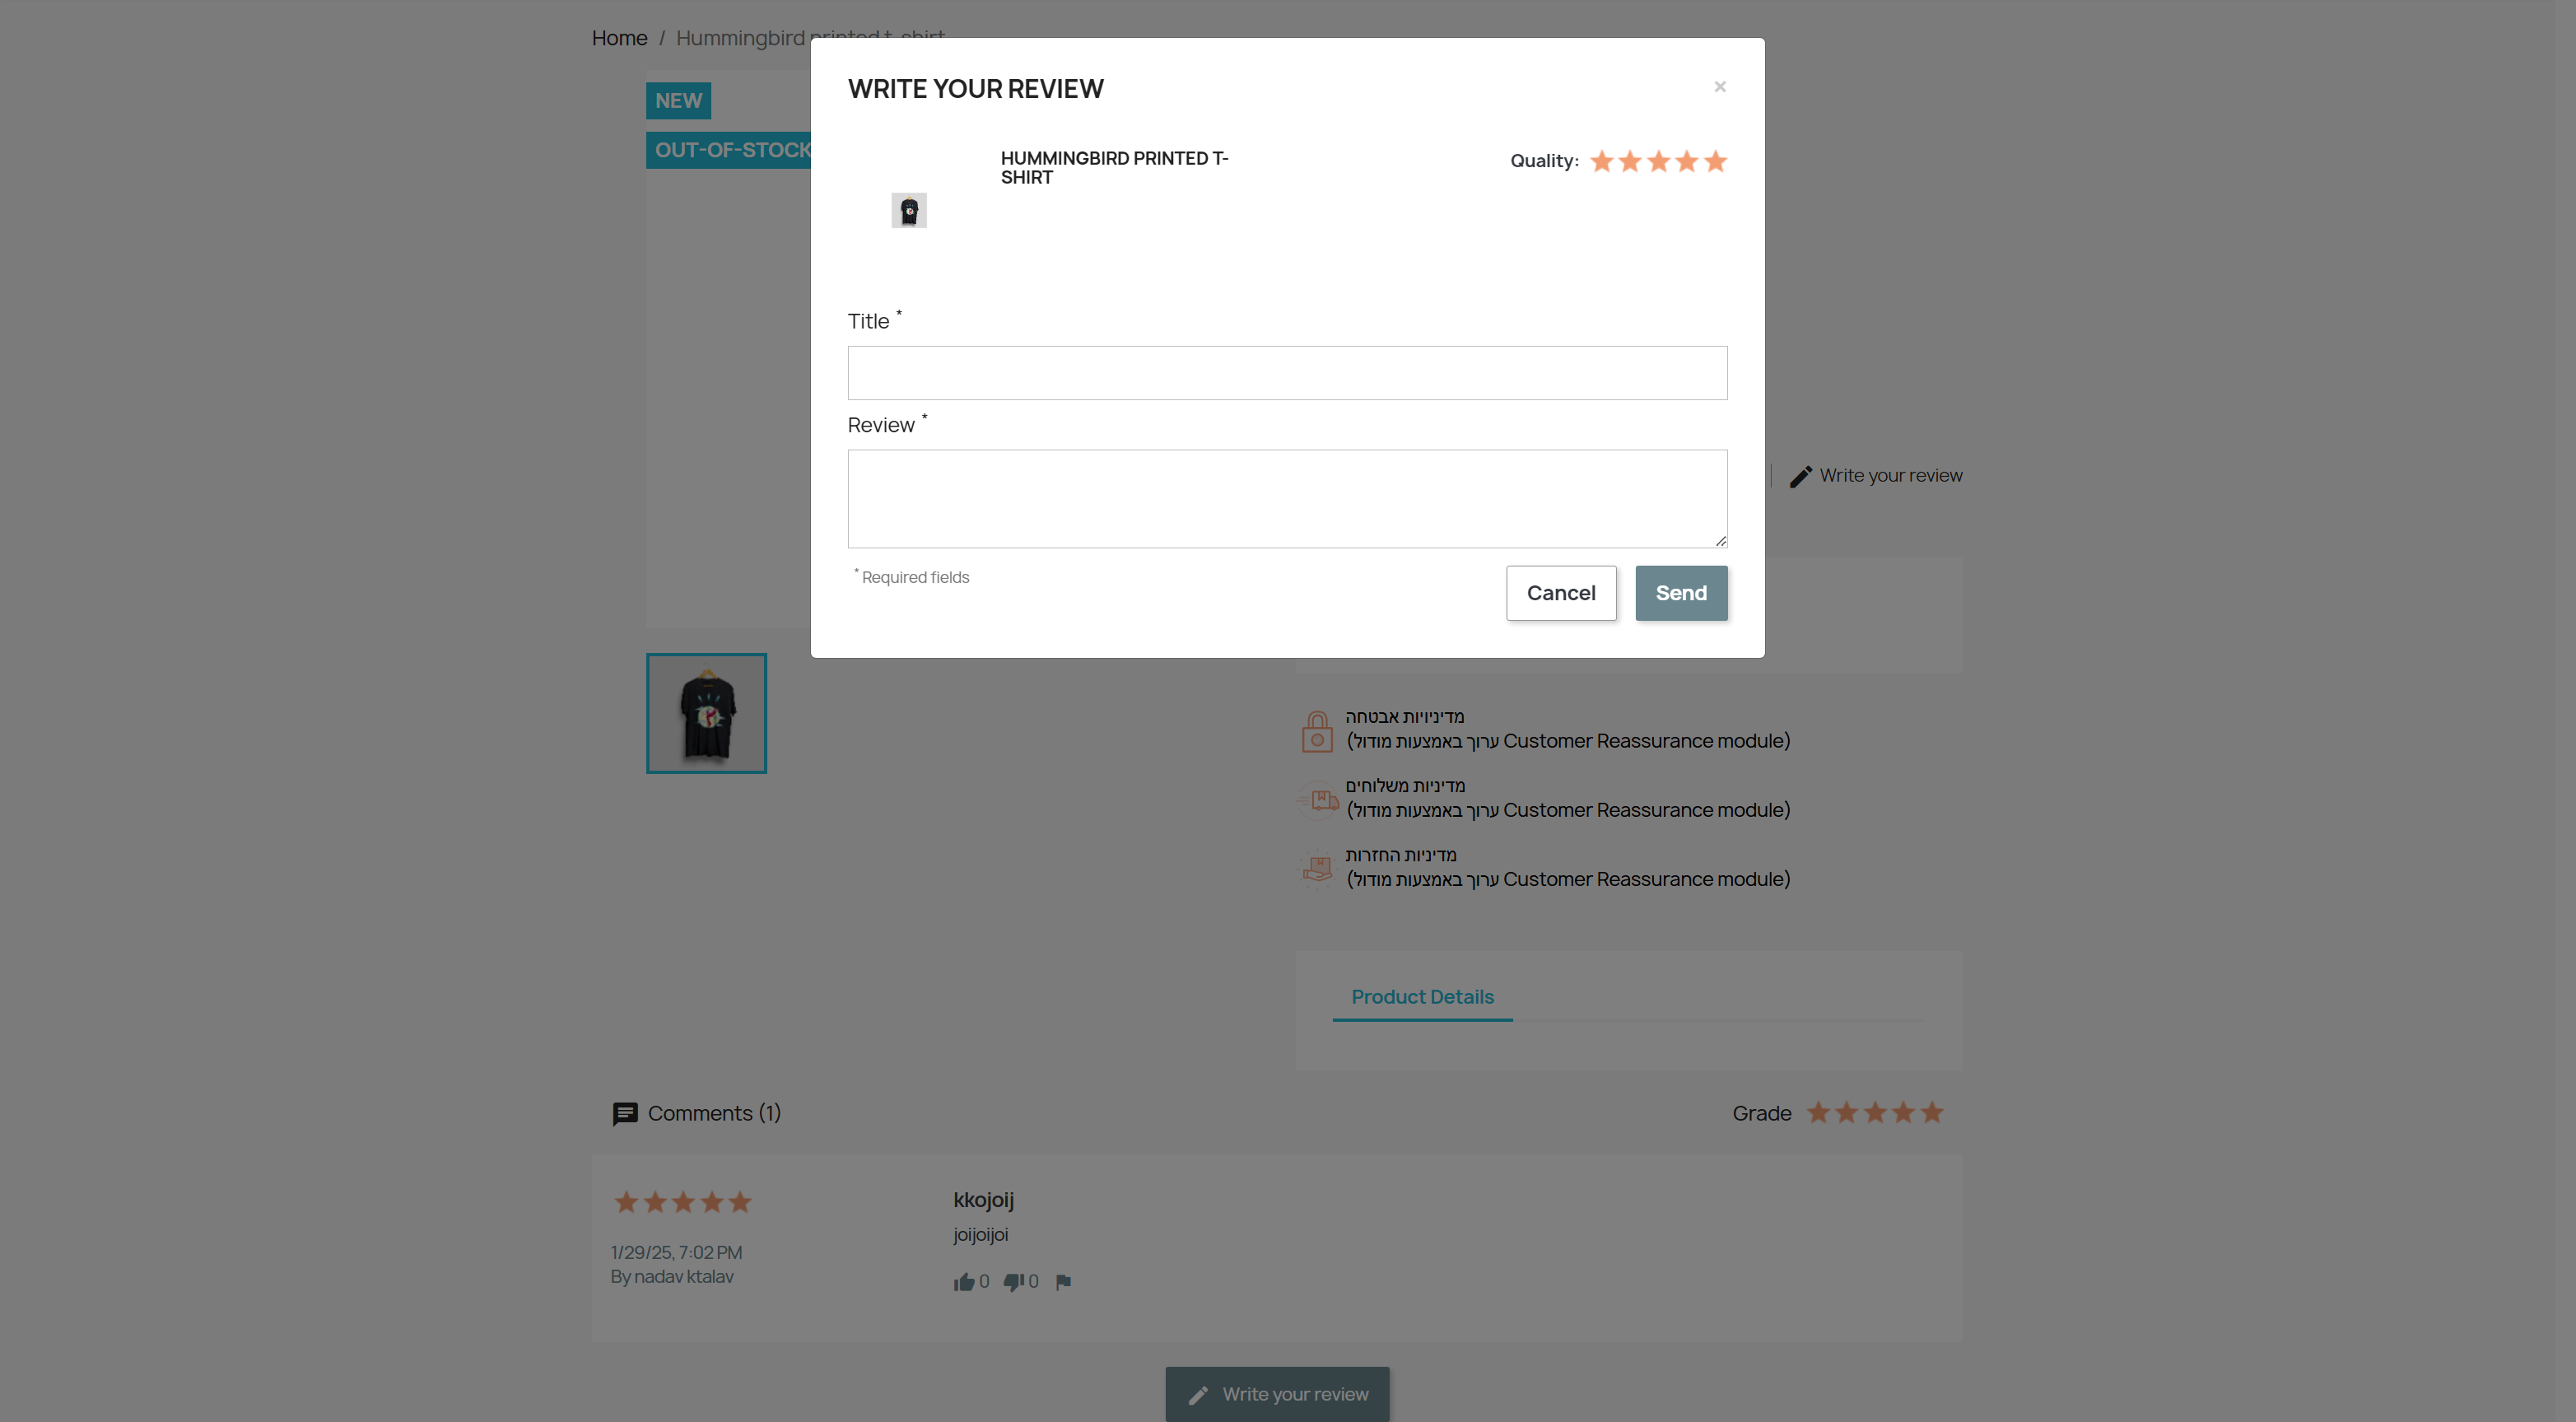 Home / Hummingbird printed t-shirt
NEW
OUT-OF-STOCK
WRITE YOUR REVIEW
×
HUMMINGBIRD PRINTED T-
SHIRT
Quality:
Title *
Review *
* Required fields
Cancel
Send
Write your review
מדיניויות אבטחה
(ערוך באמצעות מודול Customer Reassurance module)
מדיניות משלוחים
(ערוך באמצעות מודול Customer Reassurance module)
מדיניות החזרות
(ערוך באמצעות מודול Customer Reassurance module)
Product Details
Comments (1)
Grade
kkojoij
joijoijoi
1/29/25, 7:02 PM
By nadav ktalav
0 0
Write your review